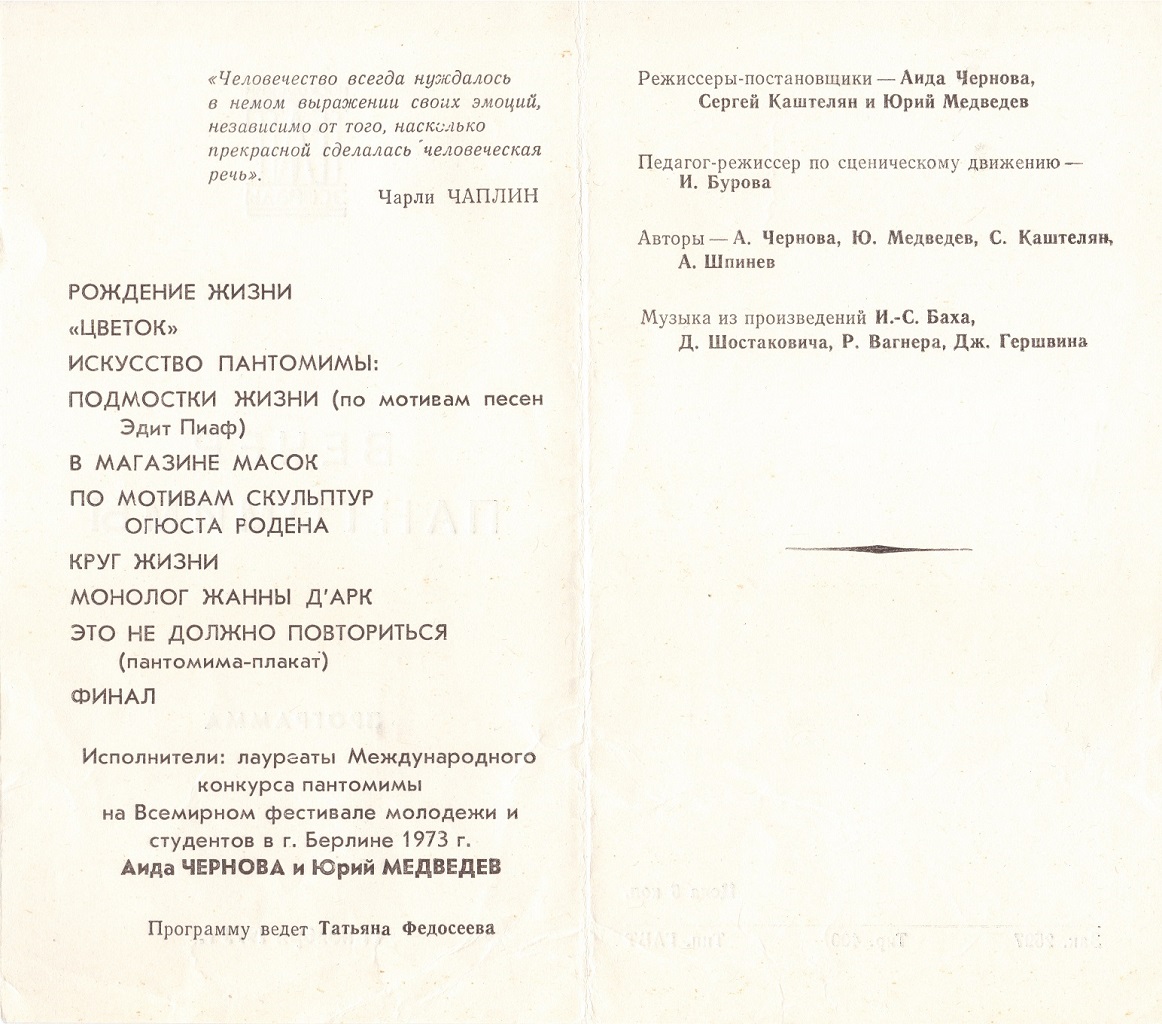 «Человечество всегда нуждалось
в немом выражении своих эмоций,
независимо от того, насколько
прекрасной сделалась человеческая
речь».
Чарли ЧАПЛИН
РОЖДЕНИЕ ЖИЗНИ
«ЦВЕТОК»
ИСКУССТВО ПАНТОМИМЫ:
ПОДМОСТКИ ЖИЗНИ (по мотивам песен
Эдит Пиаф)
В МАГАЗИНЕ МАСОК
ПО МОТИВАМ СКУЛЬПТУР
ОГЮСТА РОДЕНА
КРУГ ЖИЗНИ
МОНОЛОГ ЖАННЫ Д'АРК
ЭТО НЕ ДОЛЖНО ПОВТОРИТЬСЯ
(пантомима-плакат)
ФИНАЛ
Исполнители: лауреаты Международного
конкурса пантомимы
на Всемирном фестивале молодежи и
студентов в г. Берлине 1973 г.
Аида ЧЕРНОВА и Юрий МЕДВЕДЕВ
Программу ведет Татьяна Федосеева
Режиссеры-постановщики — Аида Чернова,
Сергей Каштелян и Юрий Медведев
Педагог-режиссер по сценическому движению —
И. Бурова
Авторы — А. Чернова, Ю. Медведев, С. Каштелян,
А. Шпинев
Музыка из произведений И.-С. Баха,
Д. Шостаковича, Р. Вагнера, Дж. Гершвина